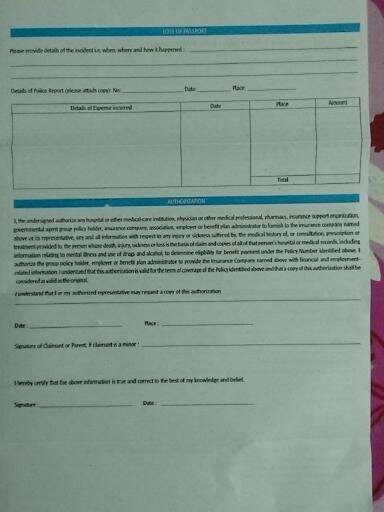 LOSS OF PASSPORT
Please provide details of the incident i.e. when, where and how it happened :
Details of Police Report (please attach copy): No: Date: Place:
Details of Expense incurred Date Place Amount
Total
AUTHORIZATION
I, the undersigned authorize any hospital or other medical-care institution, physician or other medical professional, pharmacy, insurance support organization,
governmental agent group policy holder, insurance company, association, employer or benefit plan administrator to furnish to the insurance company named
above or its representative, any and all information with respect to any injury or sickness suffered by, the medical history of, or consultation, prescription or
treatment provided to, the person whose death, injury, sickness or loss is the basis of claim and copies of all of that person's hospital or medical records, including
information relating to mental illness and use of drugs and alcohol, to determine eligibility for benefit payment under the Policy Number identified above. I
authorize the group policy holder, employer or benefit plan administrator to provide the Insurance Company named above with financial and employment-
related information. I understand that this authorization is valid for the term of coverage of the Policy identified above and that a copy of this authorization shall be
considered as valid as the original.
I understand that I or my authorized representative may request a copy of this authorization
Date : Place :
Signature of Claimant or Parent, if claimant is a minor :
I hereby certify that the above information is true and correct to the best of my knowledge and belief.
Signature : Date :